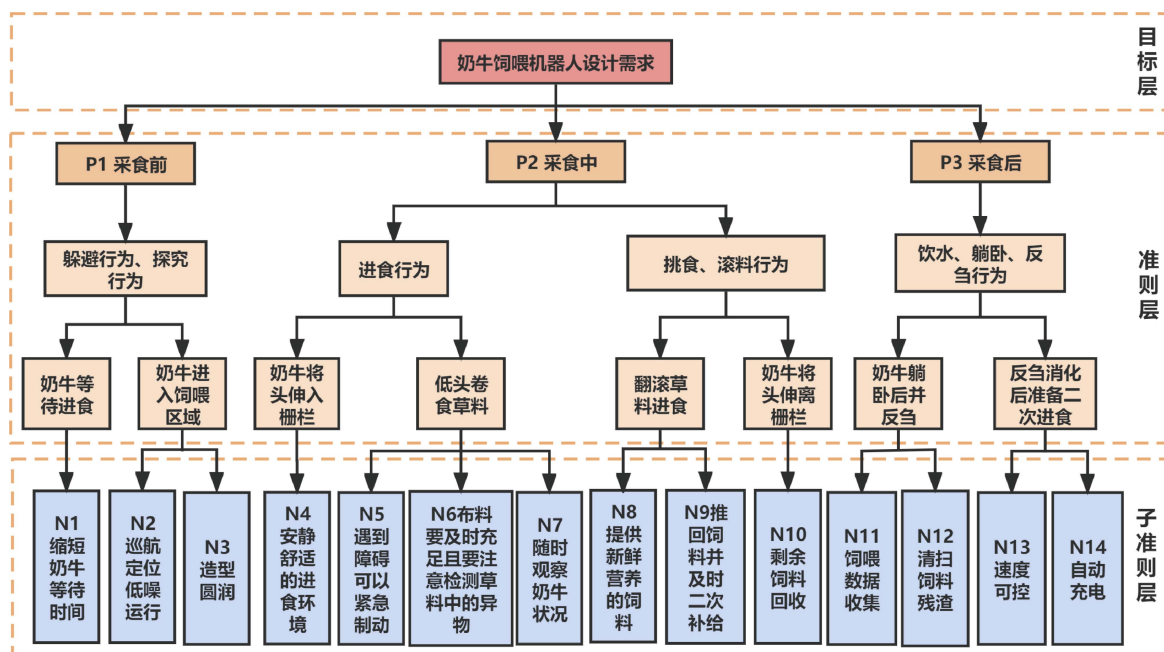 奶牛饲喂机器人设计需求
目标层
P1 采食前
P2 采食中
P3 采食后
躲避行为、探究
行为
进食行为
挑食、滚料行为
饮水、躺卧、反
刍行为
准则层
奶牛等
待进食
奶牛进
入饲喂
区域
奶牛将
头伸入
栅栏
低头卷
食草料
翻滚草
料进食
奶牛将
头伸离
栅栏
奶牛躺
卧后并
反刍
反刍消化
后准备二
次进食
N1
缩短
奶牛
等待
时间
N2
巡航
定位
低噪
运行
N3
造型
圆润
N4
安静
舒适
的进
食环
境
N5
遇到
障碍
可以
紧急
制动
N6布料
要及时充
足且要注
意检测草
料中的异
物
N7
随时
观察
奶牛
状况
N8
提供
新鲜
营养
的饲
料
N9推
回饲
料并
及时
二次
补给
N10
剩余
饲料
回收
N11
饲喂
数据
收集
N12
清扫
饲料
残渣
N13
速度
可控
N14
自动
充电
子准则层